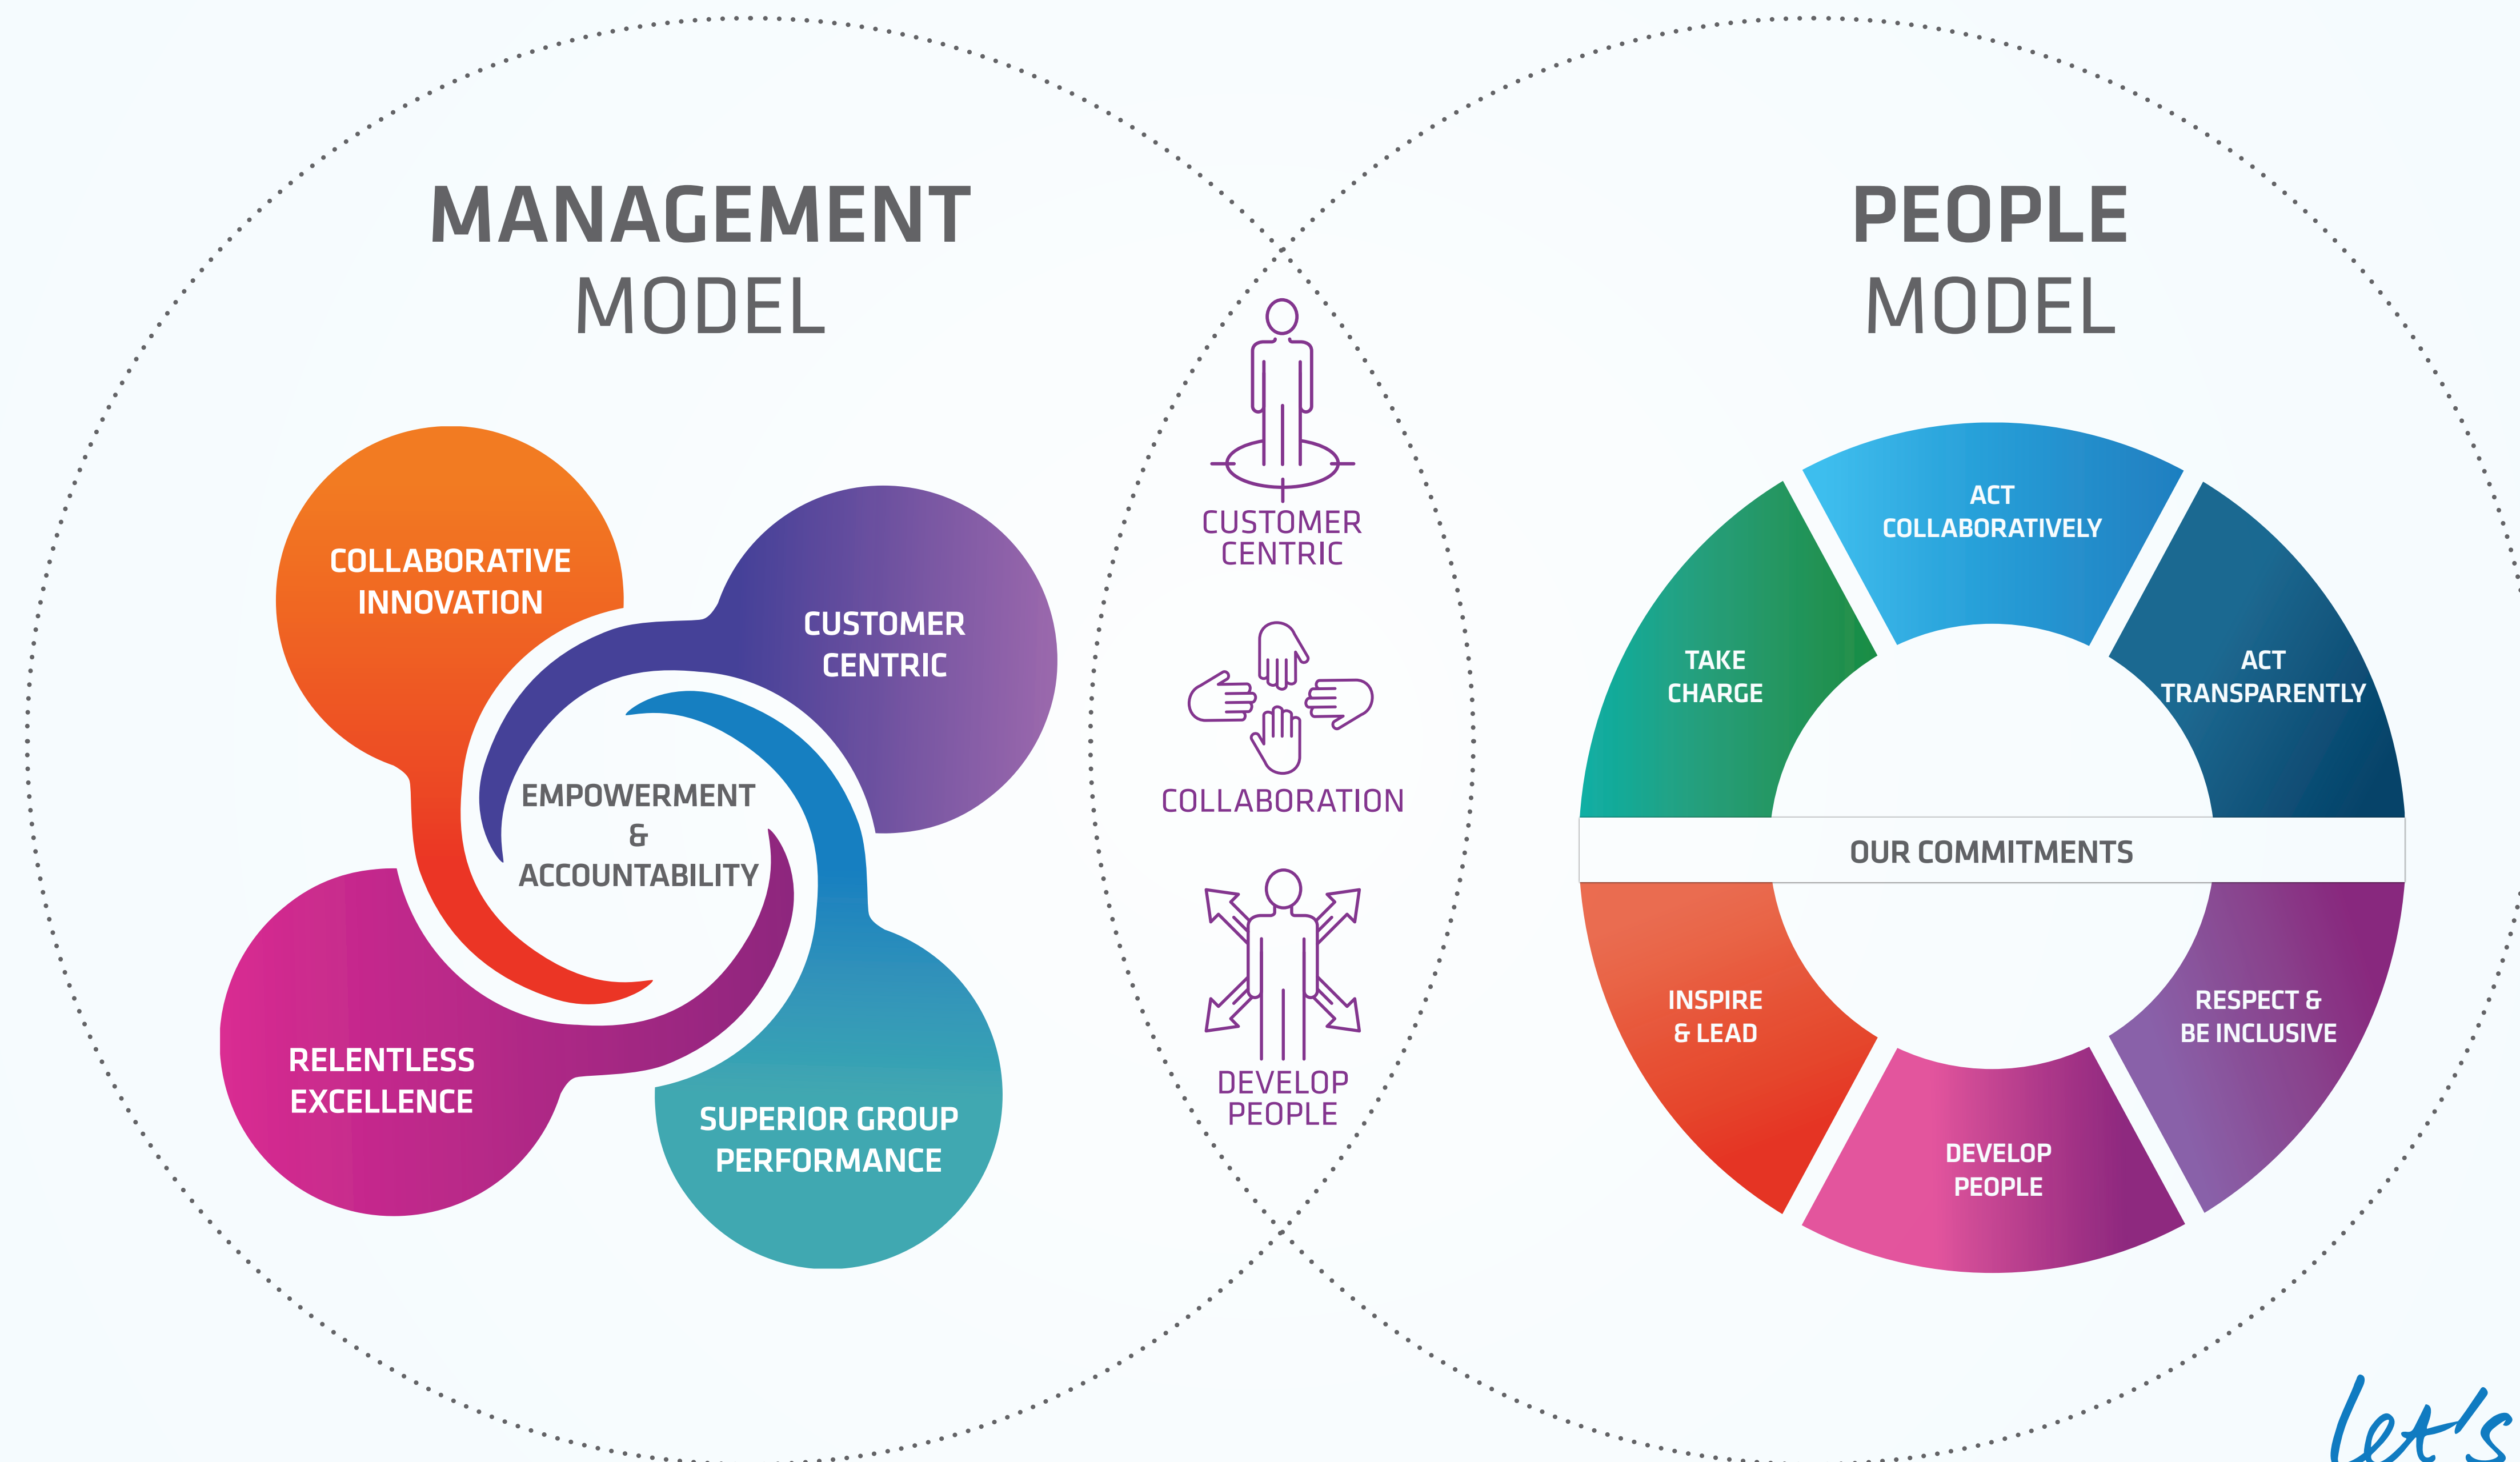 MANAGEMENT
MODEL
COLLABORATIVE
INNOVATION
CUSTOMER
CENTRIC
EMPOWERMENT
&
ACCOUNTABILITY
RELENTLESS
EXCELLENCE
SUPERIOR GROUP
PERFORMANCE
CUSTOMER
CENTRIC
COLLABORATION
DEVELOP
PEOPLE
PEOPLE
MODEL
ACT
COLLABORATIVELY
TAKE
CHARGE
ACT
TRANSPARENTLY
OUR COMMITMENTS
INSPIRE
& LEAD
RESPECT &
BE INCLUSIVE
DEVELOP
PEOPLE
let's